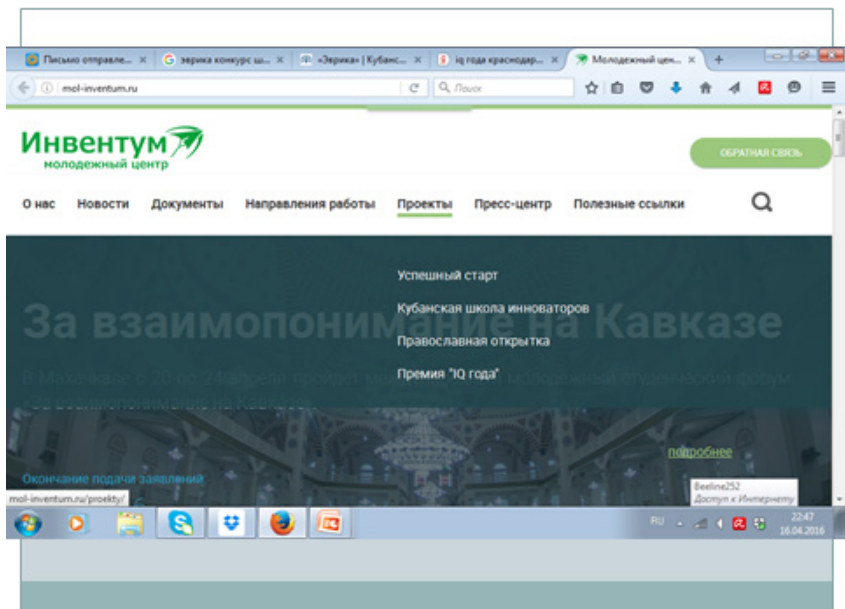 Письмо отправле...
эврика конкурс ш...
«Эврика» | Кубанс...
iq года краснодар...
Молодежный цен...
mol-inventum.ru
Поиск
Инвентум
молодежный центр
ОБРАТНАЯ СВЯЗЬ
О нас Новости Документы Направления работы Проекты Пресс-центр Полезные ссылки
Успешный старт
Кубанская школа инноваторов
Православная открытка
Премия "IQ года"
За взаимопонимание на Кавказе
В Махачкале с 20 по 24 апреля пройдет молодежный студенческий форум
«За взаимопонимание на Кавказе».
подробнее
Окончание подачи заявлений:
mol-inventum.ru/proekty/
Beeline252
Доступ к Интернету
RU
22:47
16.04.2016